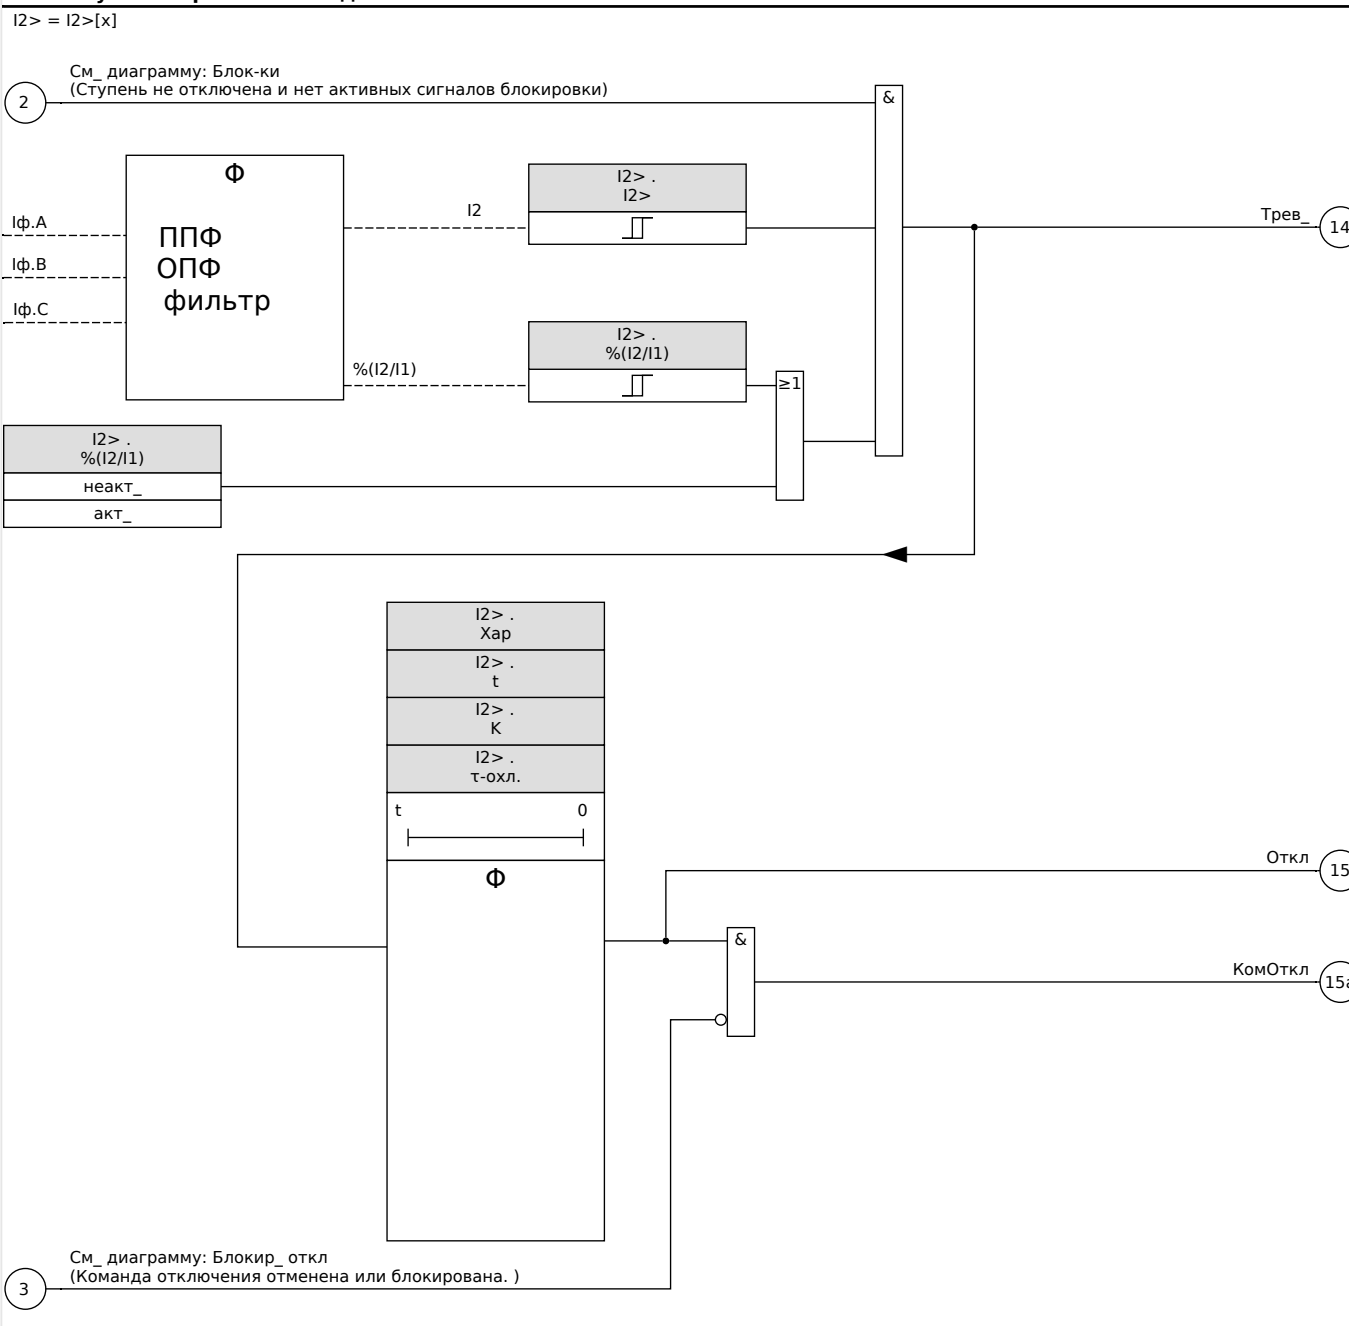 I2> = I2>[x]
См_ диаграмму: Блок-ки
(Ступень не отключена и нет активных сигналов блокировки)
2
&
Φ
ППФ
ОПФ
фильтр
Iф.A
Iф.B
Iф.C
I2
I2> .
I2>
Трев_
14
%(I2/I1)
I2> .
%(I2/I1)
≥1
I2> .
%(I2/I1)
неакт_
акт_
I2> .
Хар
I2> .
t
I2> .
K
I2> .
τ-охл.
t 0
Φ
Откл
15
&
КомОткл
15a
См_ диаграмму: Блокир_ откл
(Команда отключения отменена или блокирована. )
3